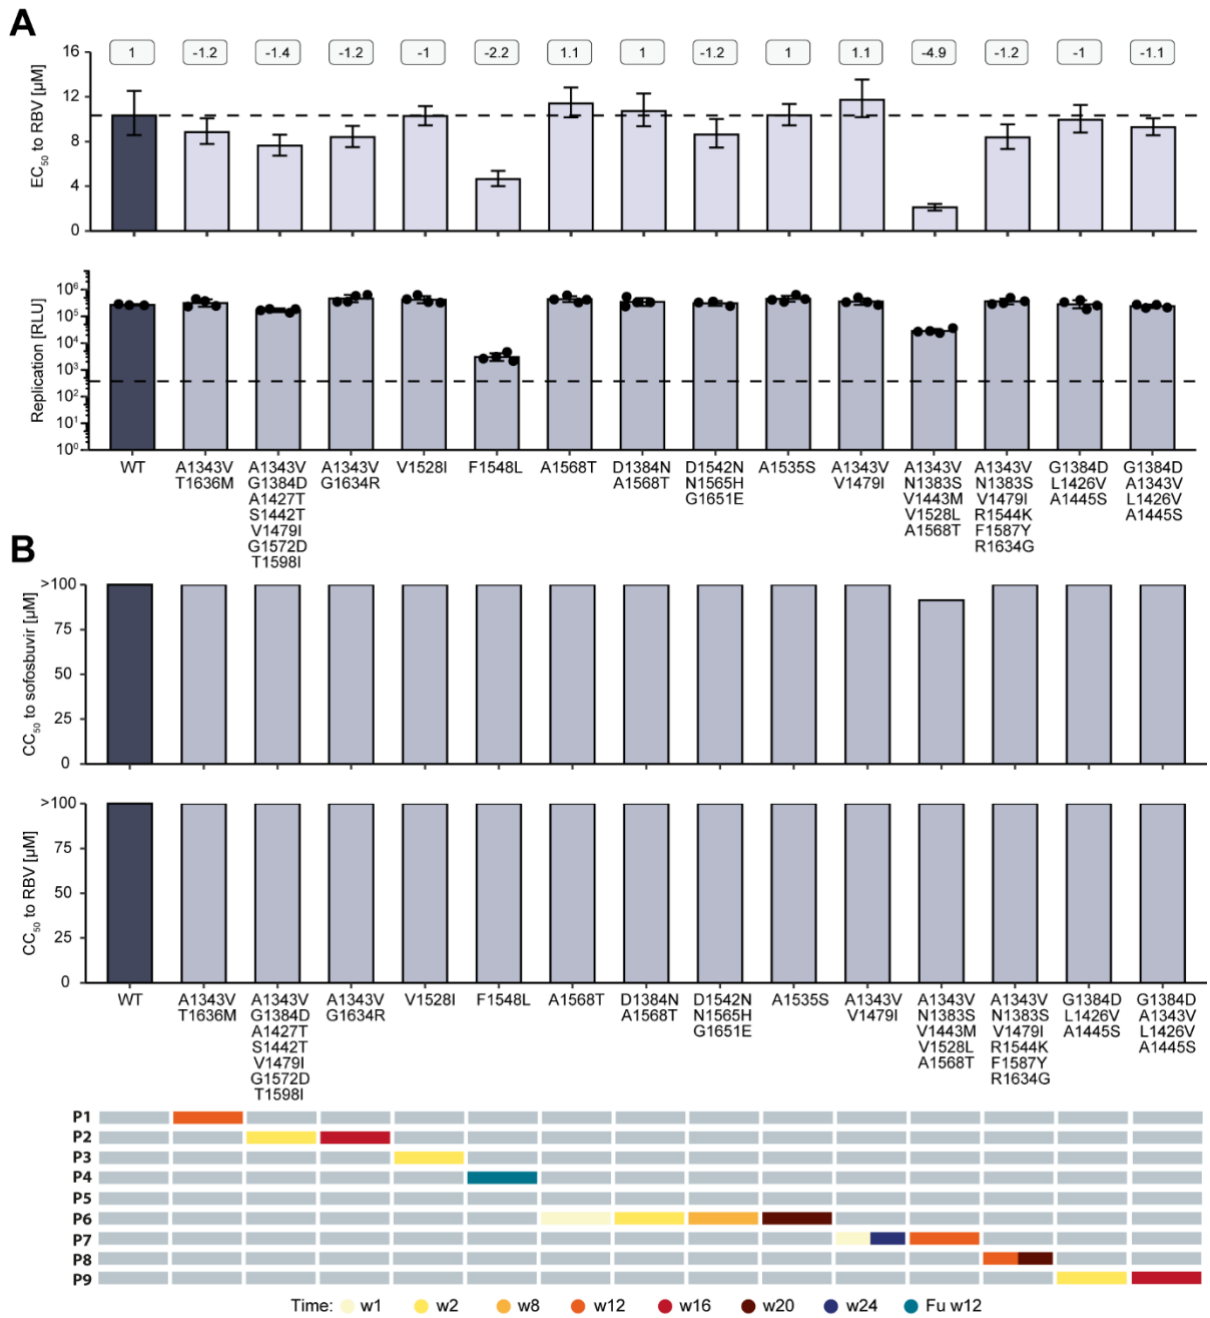 A
1 -1.2 -1.4 -1.2 -1 -2.2 1.1 1 -1.2 1 1.1 -4.9 -1.2 -1 -1.1
EC50 to RBV [µM]
16
12
8
4
0
Replication [RLU]
10^6
10^5
10^4
10^3
10^2
10^1
10^0
WT A1343V A1343V A1343V V1528I F1548L A1568T D1384N D1542N A1535S A1343V A1343V A1343V G1384D G1384D
T1636M G1384D G1634R A1568T N1565H V1479I N1383S N1383S L1426V A1343V
A1427T G1651E V1443M V1479I A1445S L1426V
S1442T V1528L R1544K A1445S
V1479I A1568T F1587Y
G1572D R1634G
T1598I
B
CC50 to sofosbuvir [µM]
>100
75
50
25
0
CC50 to RBV [µM]
>100
75
50
25
0
WT A1343V A1343V A1343V V1528I F1548L A1568T D1384N D1542N A1535S A1343V A1343V A1343V G1384D G1384D
T1636M G1384D G1634R A1568T N1565H V1479I N1383S N1383S L1426V A1343V
A1427T G1651E V1443M V1479I A1445S L1426V
S1442T V1528L R1544K A1445S
V1479I A1568T F1587Y
G1572D R1634G
T1598I
P1
P2
P3
P4
P5
P6
P7
P8
P9
Time: w1 w2 w8 w12 w16 w20 w24 Fu w12